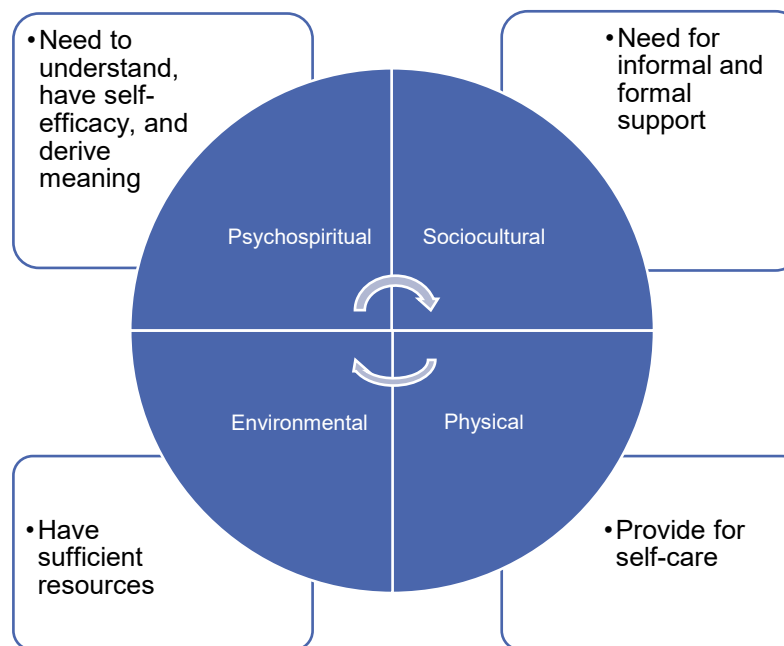 •Need to
understand,
have self-
efficacy, and
derive
meaning
•Need for
informal and
formal
support
Psychospiritual
Sociocultural
Environmental
Physical
•Have
sufficient
resources
•Provide for
self-care